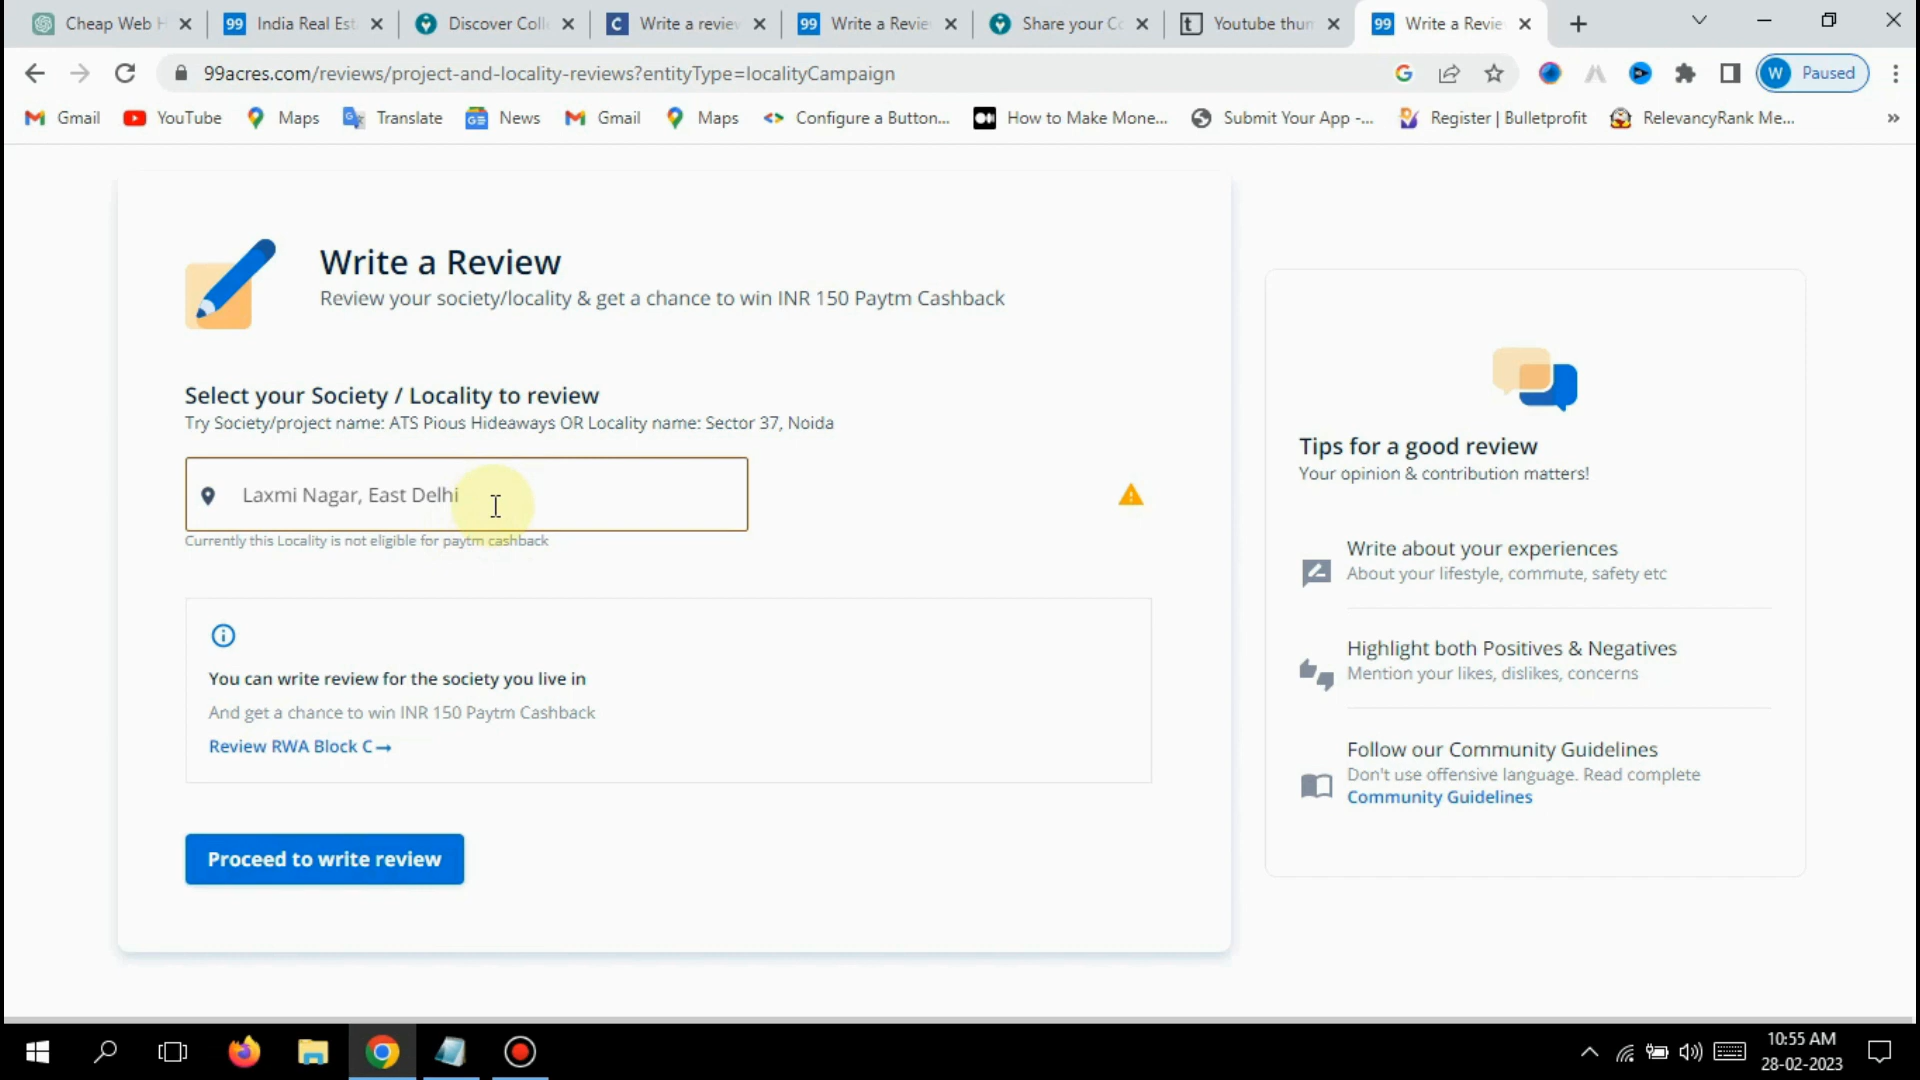 Cheap Web H
99 India Real Est
Discover Coll
C Write a review
99 Write a Revie
Share your Co
t Youtube thum
99 Write a Revie
99acres.com/reviews/project-and-locality-reviews?entityType=localityCampaign
W Paused
Gmail
YouTube
Maps
Translate
News
Gmail
Maps
Configure a Button...
How to Make Mone...
Submit Your App -...
Register | Bulletprofit
RelevancyRank Me...
»
Write a Review
Review your society/locality & get a chance to win INR 150 Paytm Cashback
Select your Society / Locality to review
Try Society/project name: ATS Pious Hideaways OR Locality name: Sector 37, Noida
Laxmi Nagar, East Delhi
Currently this Locality is not eligible for paytm cashback
You can write review for the society you live in
And get a chance to win INR 150 Paytm Cashback
Review RWA Block C→
Proceed to write review
Tips for a good review
Your opinion & contribution matters!
Write about your experiences
About your lifestyle, commute, safety etc
Highlight both Positives & Negatives
Mention your likes, dislikes, concerns
Follow our Community Guidelines
Don't use offensive language. Read complete
Community Guidelines
10:55 AM
28-02-2023